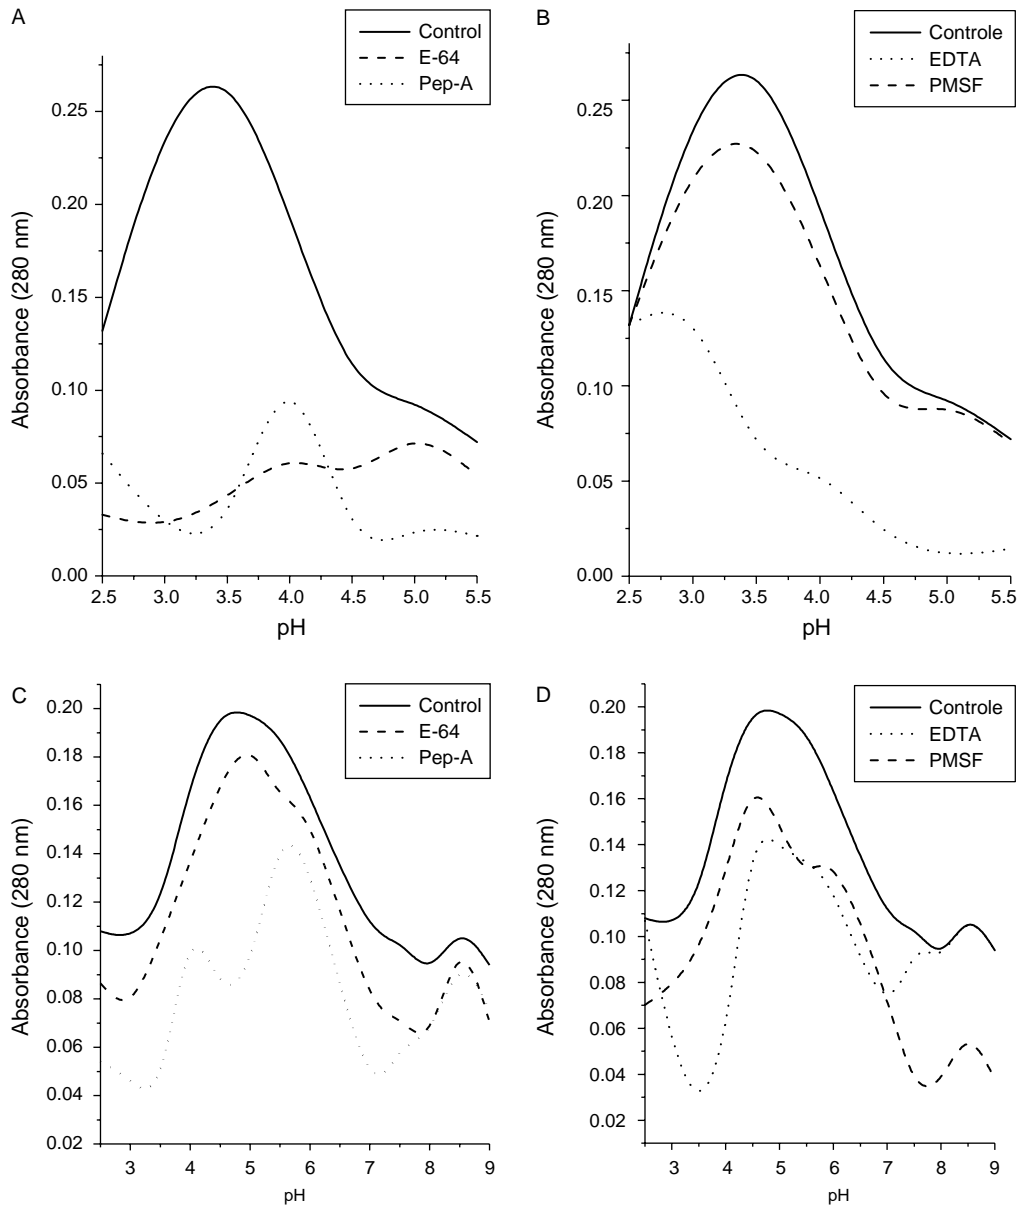 A
Control
E-64
Pep-A
0.25
0.20
0.15
0.10
0.05
0.00
Absorbance (280 nm)
2.5 3.0 3.5 4.0 4.5 5.0 5.5
pH
B
Controle
EDTA
PMSF
0.25
0.20
0.15
0.10
0.05
0.00
Absorbance (280 nm)
2.5 3.0 3.5 4.0 4.5 5.0 5.5
pH
C
Control
E-64
Pep-A
0.20
0.18
0.16
0.14
0.12
0.10
0.08
0.06
0.04
0.02
Absorbance (280 nm)
3 4 5 6 7 8 9
pH
D
Controle
EDTA
PMSF
0.20
0.18
0.16
0.14
0.12
0.10
0.08
0.06
0.04
0.02
Absorbance (280 nm)
3 4 5 6 7 8 9
pH